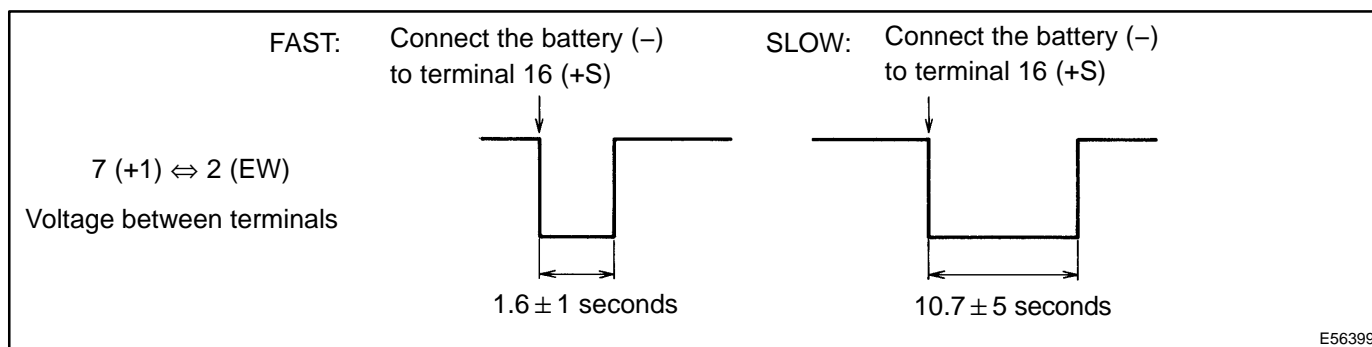 FAST: Connect the battery (–)
to terminal 16 (+S)
SLOW: Connect the battery (–)
to terminal 16 (+S)
7 (+1) ⇔ 2 (EW)
Voltage between terminals
1.6 ± 1 seconds
10.7 ± 5 seconds
E56399